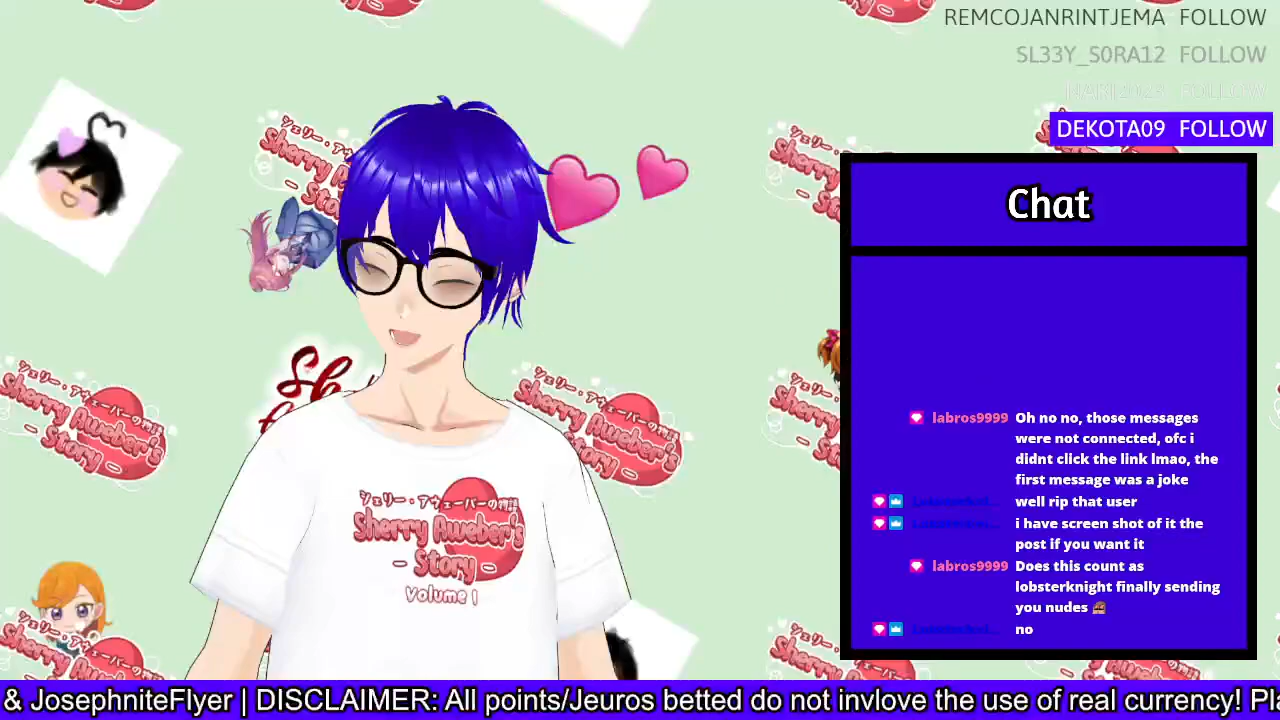 REMCOJANRINTJEMA FOLLOW
SL33Y_S0RA12 FOLLOW
FOLLOW
DEKOTA09 FOLLOW
Chat
labros9999 Oh no no, those messages
were not connected, ofc i
didnt click the link lmao, the
first message was a joke
well rip that user
i have screen shot of it the
post if you want it
labros9999 Does this count as
lobsterknight finally sending
you nudes
no
シェリー・アウェーバーの物語
Sherry Aweber's
- Story -
Volume 1
& JosephniteFlyer | DISCLAIMER: All points/Jeuros betted do not invlove the use of real currency! Pla